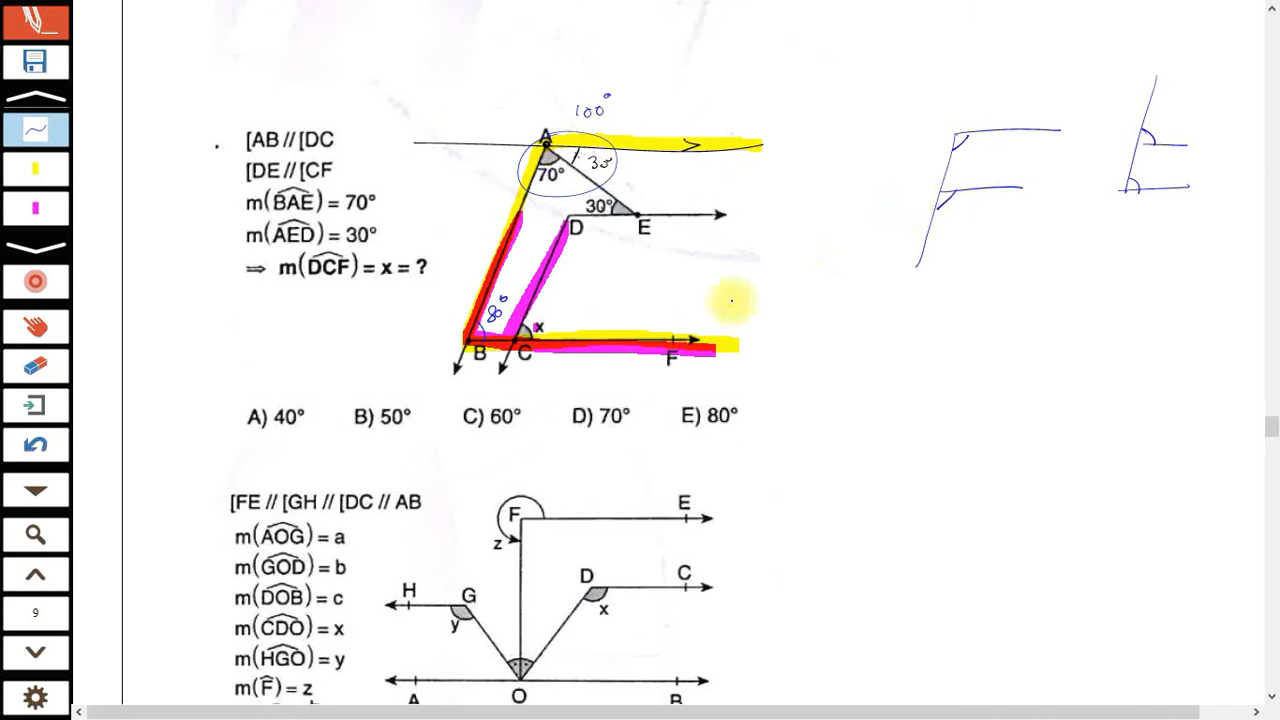 100°
. [AB // [DC
[DE // [CF
m(BAE) = 70°
m(AED) = 30°
⇒ m(DCF) = x = ?
A
70°
30
30°
D
E
80
x
B
C
F
A) 40° B) 50° C) 60° D) 70° E) 80°
[FE // [GH // [DC // AB
m(AOG) = a
m(GOD) = b
m(DOB) = c
m(CDO) = x
m(HGO) = y
m(F) = z
F
E
z
D
C
H
G
x
y
A
O
B
9